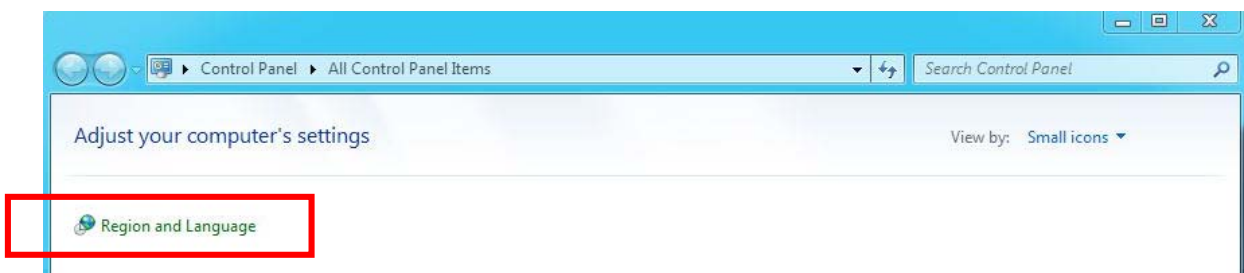 Control Panel All Control Panel Items Search Control Panel
Adjust your computer's settings View by: Small icons
Region and Language